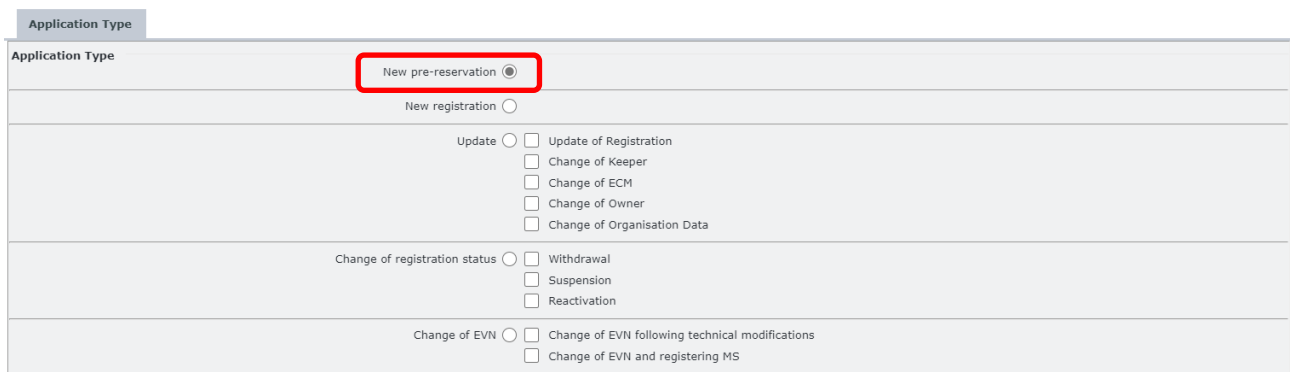 Application Type
Application Type
New pre-reservation
New registration
Update Update of Registration
Change of Keeper
Change of ECM
Change of Owner
Change of Organisation Data
Change of registration status Withdrawal
Suspension
Reactivation
Change of EVN Change of EVN following technical modifications
Change of EVN and registering MS